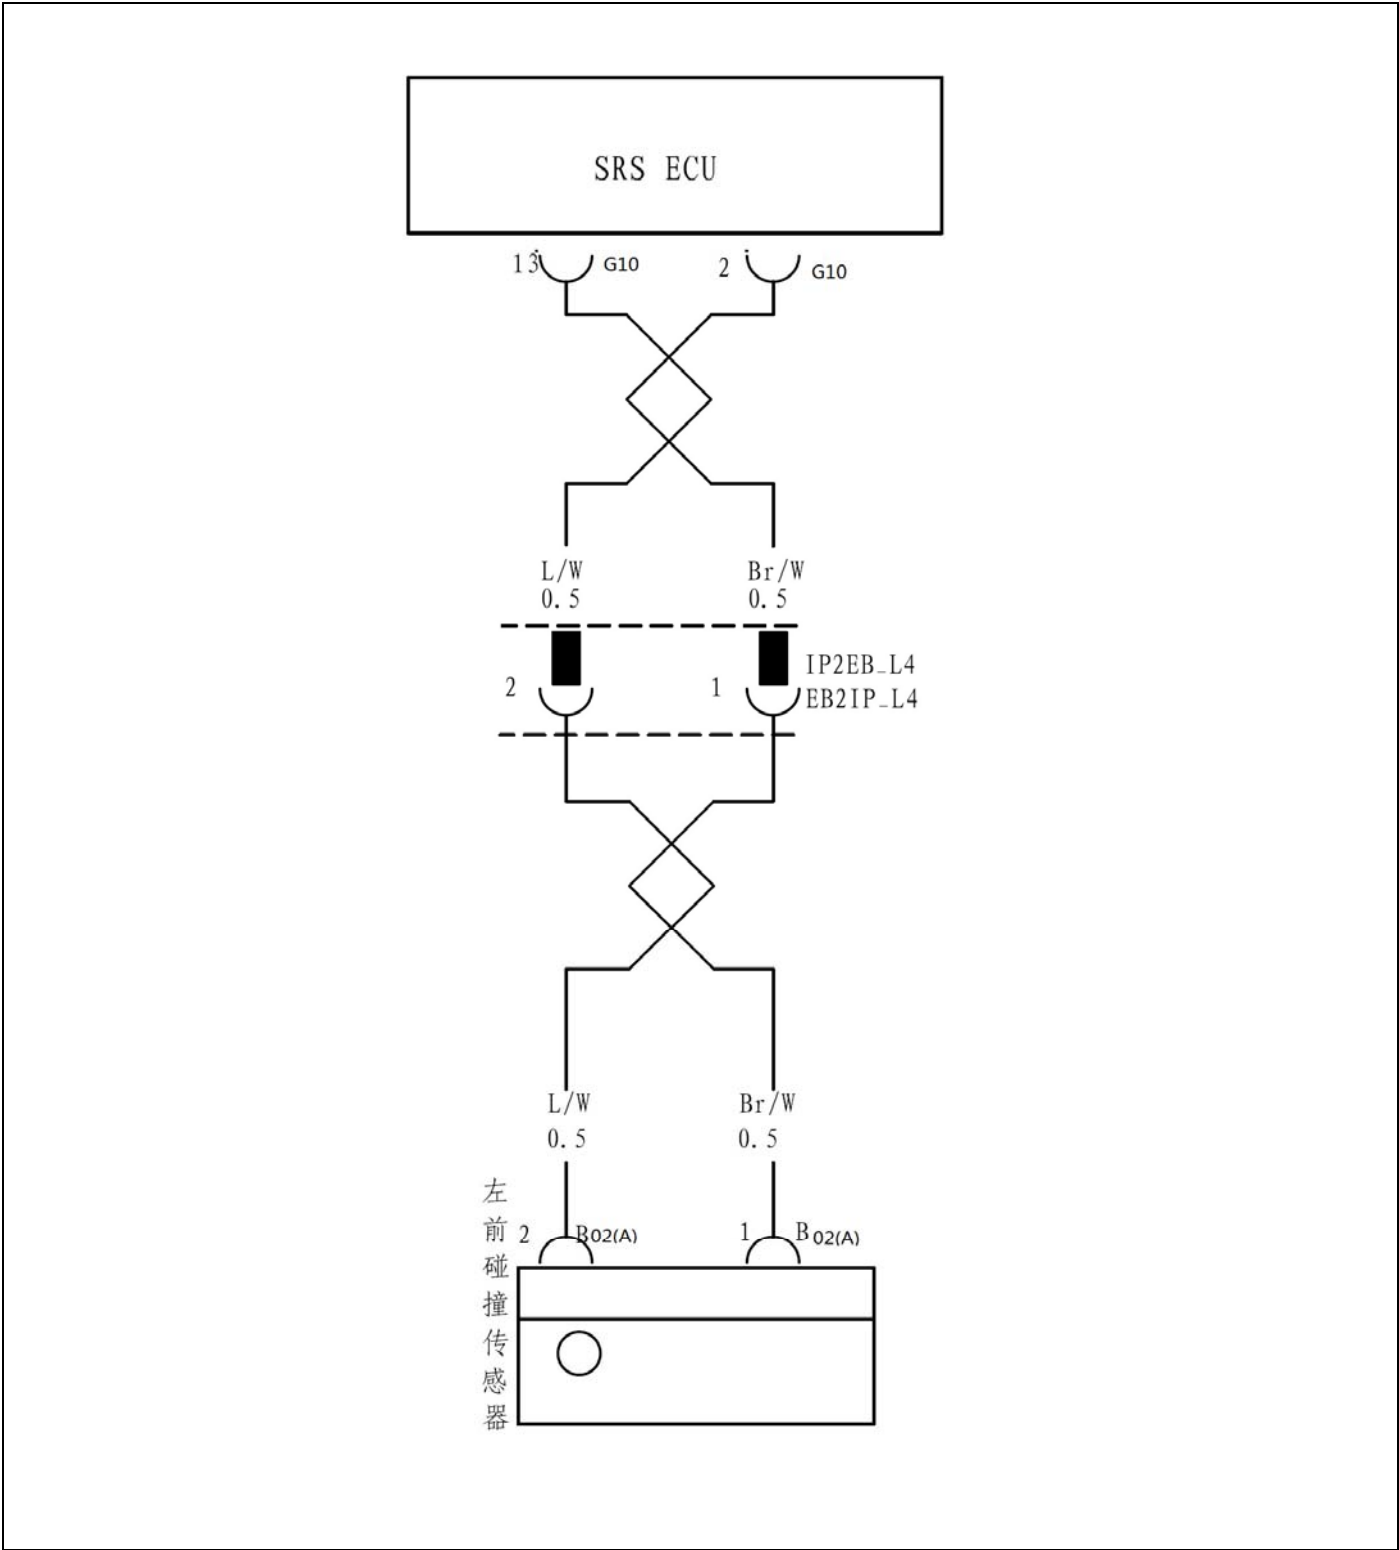 SRS ECU
13 G10 2 G10
L/W Br/W
0.5 0.5
IP2EB_L4
2 1 EB2IP_L4
L/W Br/W
0.5 0.5
左前碰撞传感器
2 B02(A) 1 B02(A)